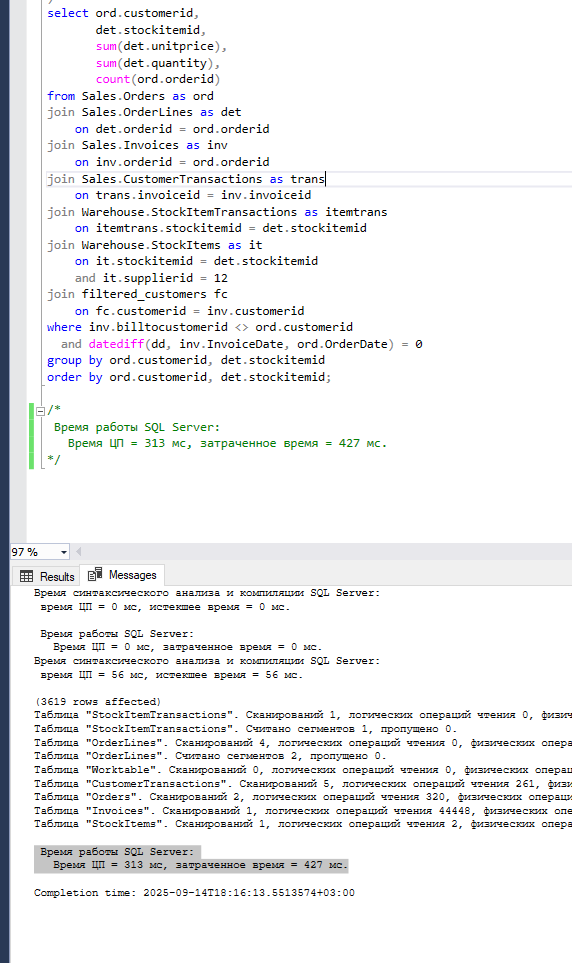 select ord.customerid,
det.stockitemid,
sum(det.unitprice),
sum(det.quantity),
count(ord.orderid)
from Sales.Orders as ord
join Sales.OrderLines as det
on det.orderid = ord.orderid
join Sales.Invoices as inv
on inv.orderid = ord.orderid
join Sales.CustomerTransactions as trans
on trans.invoiceid = inv.invoiceid
join Warehouse.StockItemTransactions as itemtrans
on itemtrans.stockitemid = det.stockitemid
join Warehouse.StockItems as it
on it.stockitemid = det.stockitemid
and it.supplierid = 12
join filtered_customers fc
on fc.customerid = inv.customerid
where inv.billtocustomerid <> ord.customerid
and datediff(dd, inv.InvoiceDate, ord.OrderDate) = 0
group by ord.customerid, det.stockitemid
order by ord.customerid, det.stockitemid;
/*
Время работы SQL Server:
Время ЦП = 313 мс, затраченное время = 427 мс.
*/
97 %
Results Messages
Время синтаксического анализа и компиляции SQL Server:
время ЦП = 0 мс, истекшее время = 0 мс.
Время работы SQL Server:
Время ЦП = 0 мс, затраченное время = 0 мс.
Время синтаксического анализа и компиляции SQL Server:
время ЦП = 56 мс, истекшее время = 56 мс.
(3619 rows affected)
Таблица "StockItemTransactions". Сканирований 1, логических операций чтения 0, физич
Таблица "StockItemTransactions". Считано сегментов 1, пропущено 0.
Таблица "OrderLines". Сканирований 4, логических операций чтения 0, физических опера
Таблица "OrderLines". Считано сегментов 2, пропущено 0.
Таблица "Worktable". Сканирований 0, логических операций чтения 0, физических операц
Таблица "CustomerTransactions". Сканирований 5, логических операций чтения 261, физи
Таблица "Orders". Сканирований 2, логических операций чтения 320, физических операци
Таблица "Invoices". Сканирований 1, логических операций чтения 44448, физических опе
Таблица "StockItems". Сканирований 1, логических операций чтения 2, физических опера
Время работы SQL Server:
Время ЦП = 313 мс, затраченное время = 427 мс.
Completion time: 2025-09-14T18:16:13.5513574+03:00